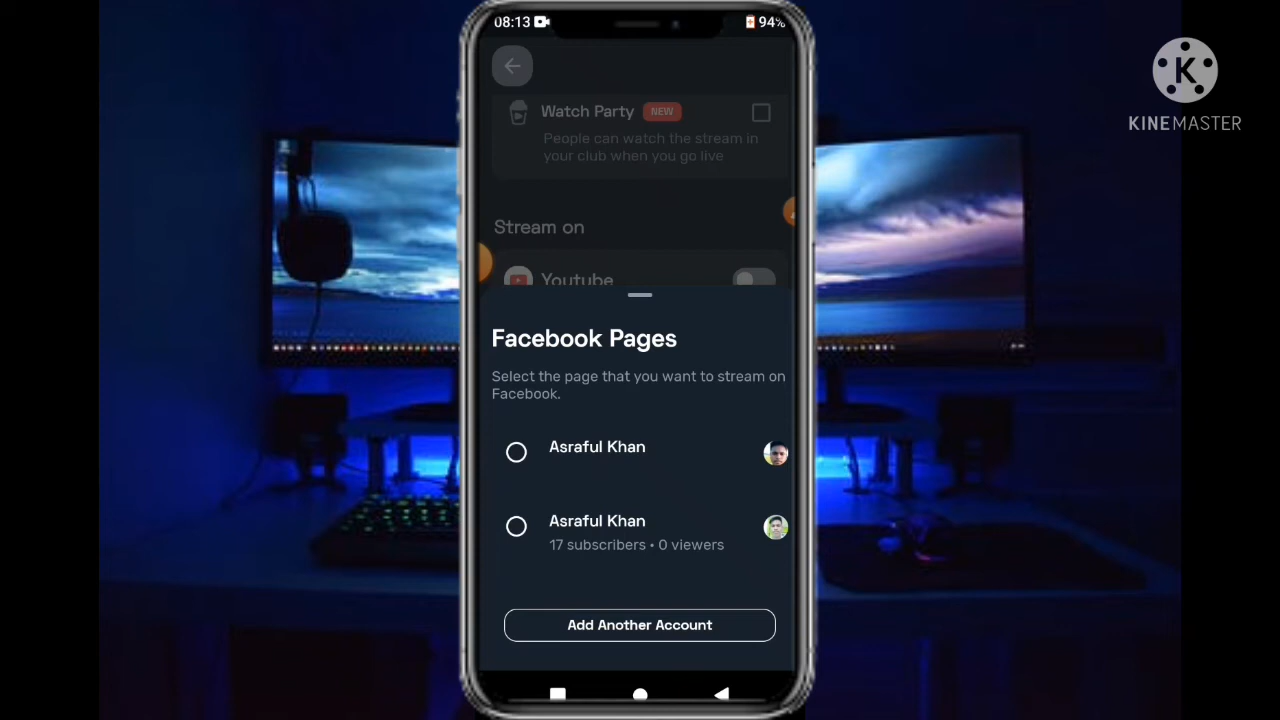 08:13
94%
KINEMASTER
Watch Party NEW
People can watch the stream in
your club when you go live
Stream on
Youtube
Facebook Pages
Select the page that you want to stream on
Facebook.
Asraful Khan
Asraful Khan
17 subscribers • 0 viewers
Add Another Account